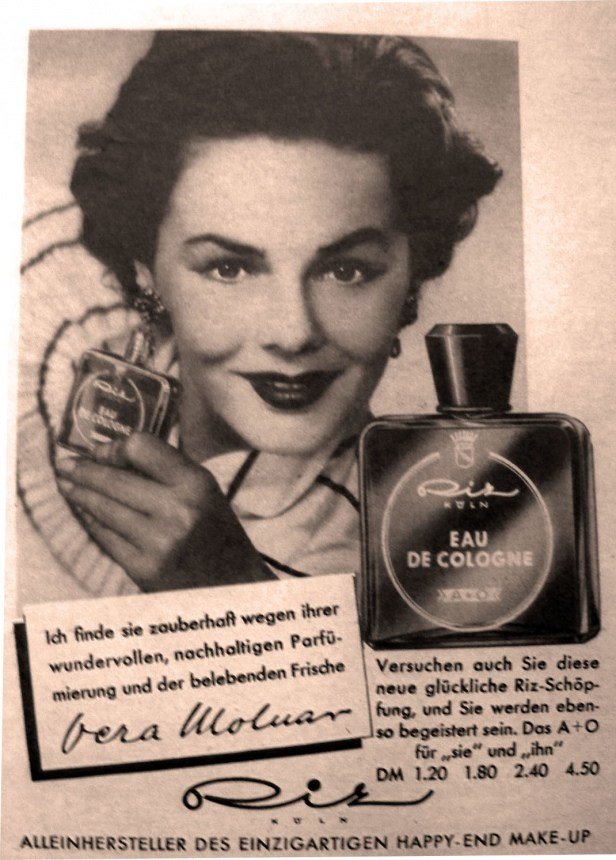 Riz
EAU
DE COLOGNE
Riz
KÖLN
EAU
DE COLOGNE
Ich finde sie zauberhaft wegen ihrer
wundervollen, nachhaltigen Parfü-
mierung und der belebenden Frische
Vera Molnar
Versuchen auch Sie diese
neue glückliche Riz-Schöp-
fung, und Sie werden eben-
so begeistert sein. Das A+O
für „sie" und „ihn"
DM 1.20 1.80 2.40 4.50
Riz
KÖLN
ALLEINHERSTELLER DES EINZIGARTIGEN HAPPY-END MAKE-UP